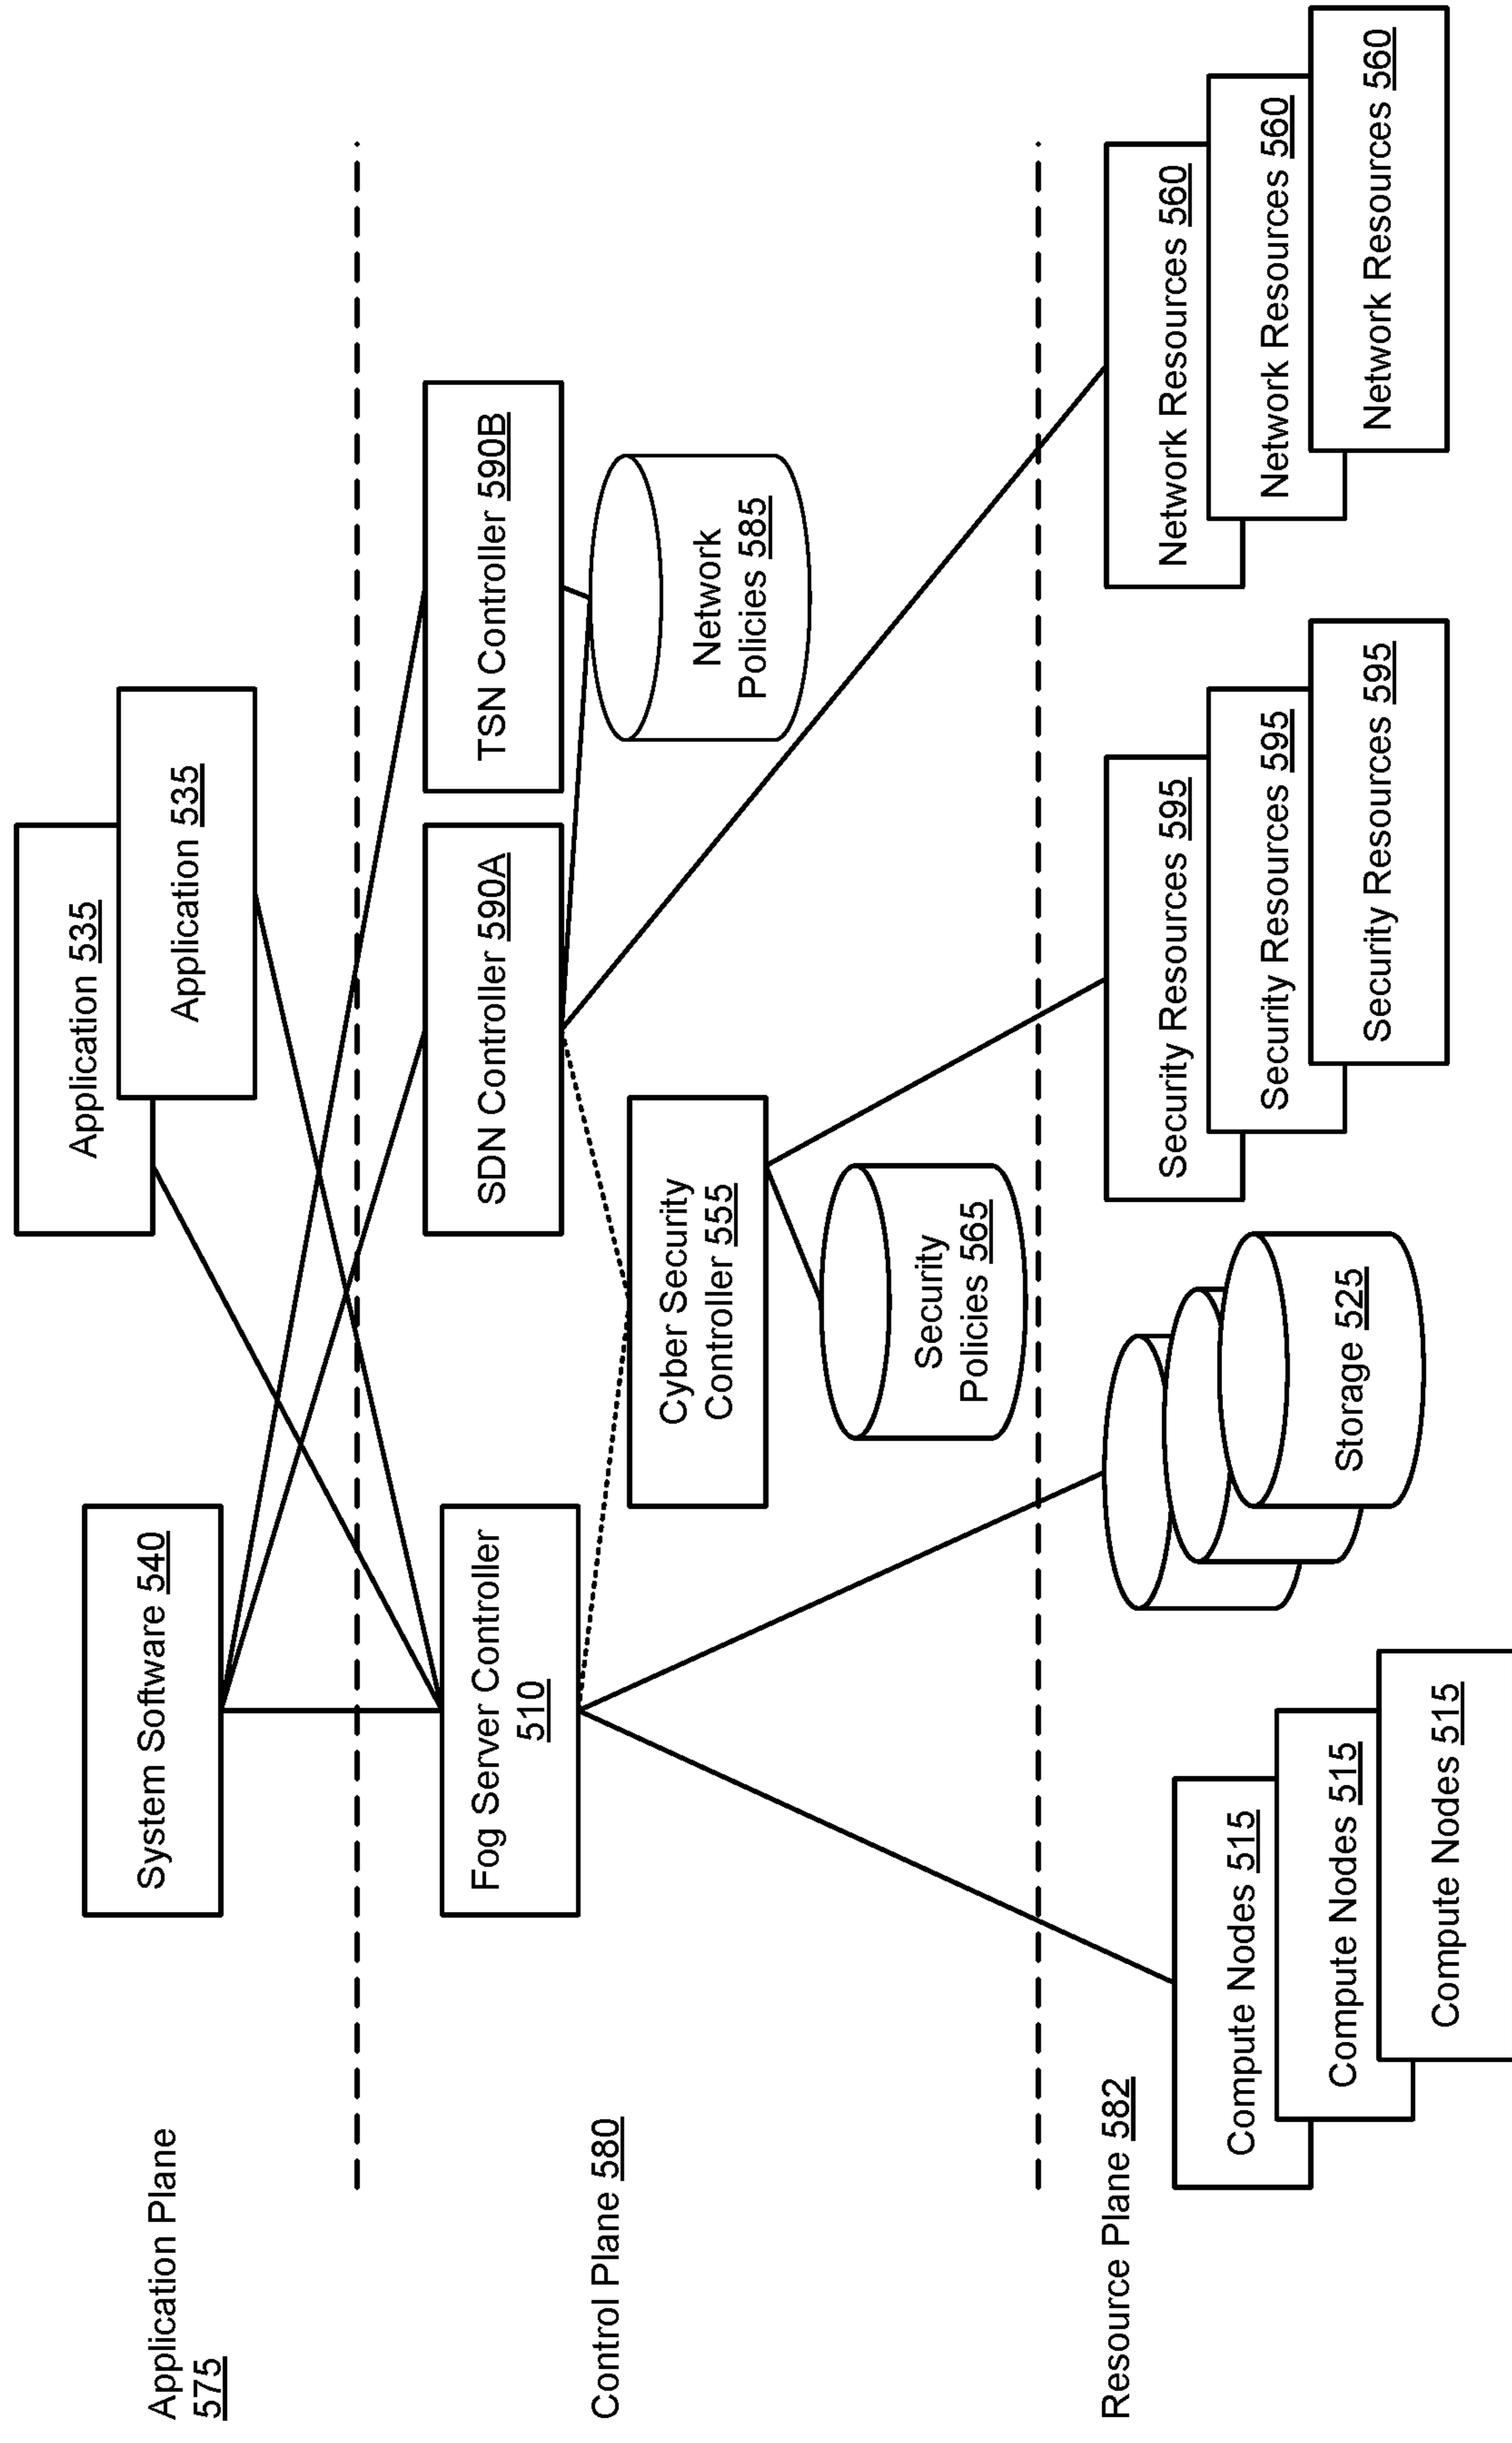 Application Plane
575
System Software 540
Application 535
Application 535
Control Plane 580
Fog Server Controller
510
SDN Controller 590A
TSN Controller 590B
Cyber Security
Controller 555
Network
Policies 585
Security
Policies 565
Resource Plane 582
Compute Nodes 515
Compute Nodes 515
Compute Nodes 515
Storage 525
Security Resources 595
Security Resources 595
Security Resources 595
Network Resources 560
Network Resources 560
Network Resources 560